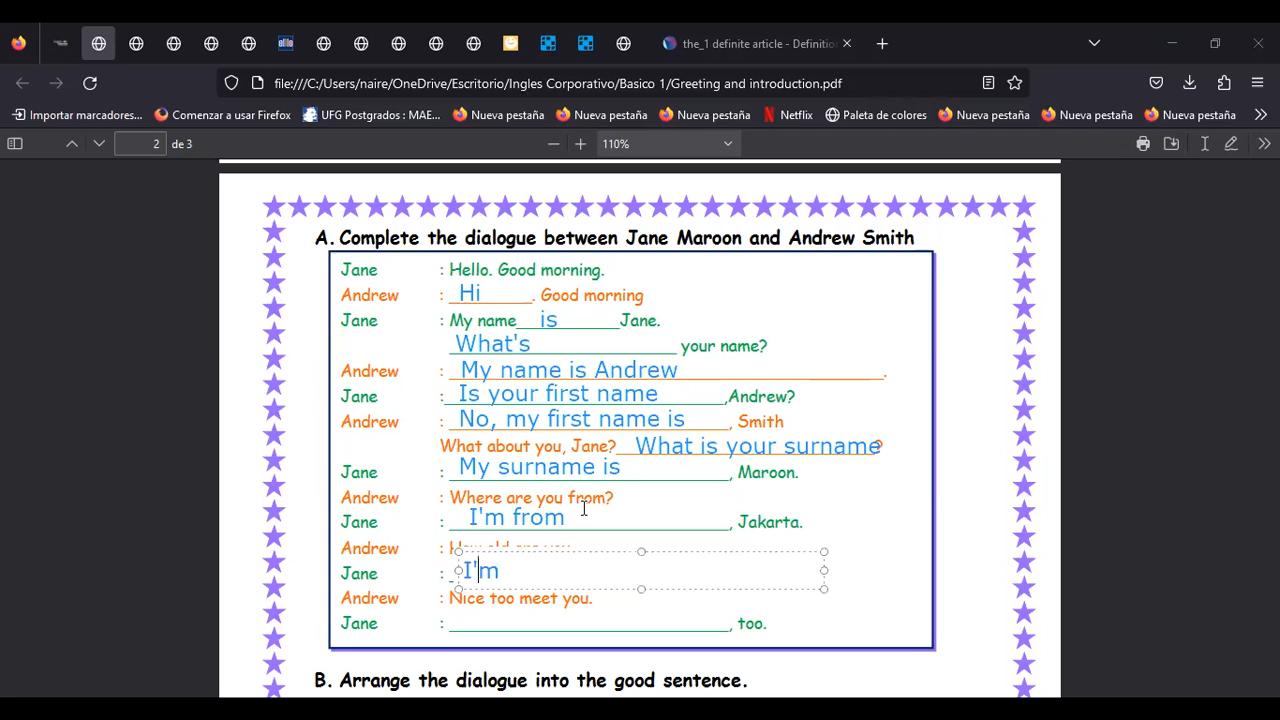 the_1 definite article - Definition
file:///C:/Users/naire/OneDrive/Escritorio/Ingles Corporativo/Basico 1/Greeting and introduction.pdf
Importar marcadores... Comenzar a usar Firefox UFG Postgrados : MAE... Nueva pestaña Nueva pestaña Nueva pestaña Netflix Paleta de colores Nueva pestaña Nueva pestaña Nueva pestaña
2 de 3 110%
A. Complete the dialogue between Jane Maroon and Andrew Smith
Jane : Hello. Good morning.
Andrew : Hi. Good morning
Jane : My name is Jane.
What's your name?
Andrew : My name is Andrew.
Jane : Is your first name, Andrew?
Andrew : No, my first name is, Smith
What about you, Jane? What is your surname?
Jane : My surname is, Maroon.
Andrew : Where are you from?
Jane : I'm from, Jakarta.
Andrew : How old are you
Jane : I'm
Andrew : Nice too meet you.
Jane : , too.
B. Arrange the dialogue into the good sentence.